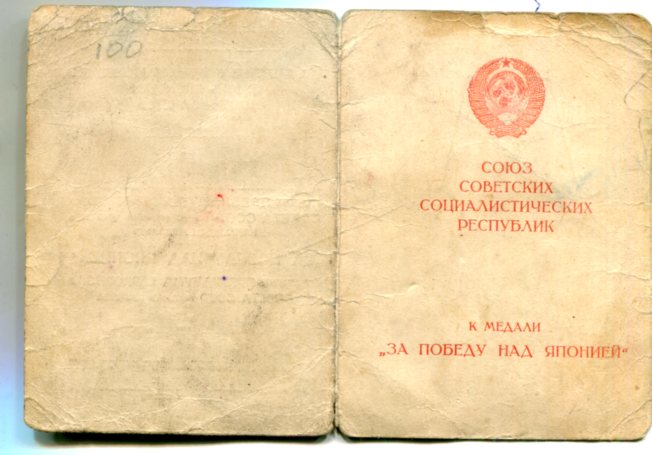 100
СОЮЗ
СОВЕТСКИХ
СОЦИАЛИСТИЧЕСКИХ
РЕСПУБЛИК
К МЕДАЛИ
„ЗА ПОБЕДУ НАД ЯПОНИЕЙ“